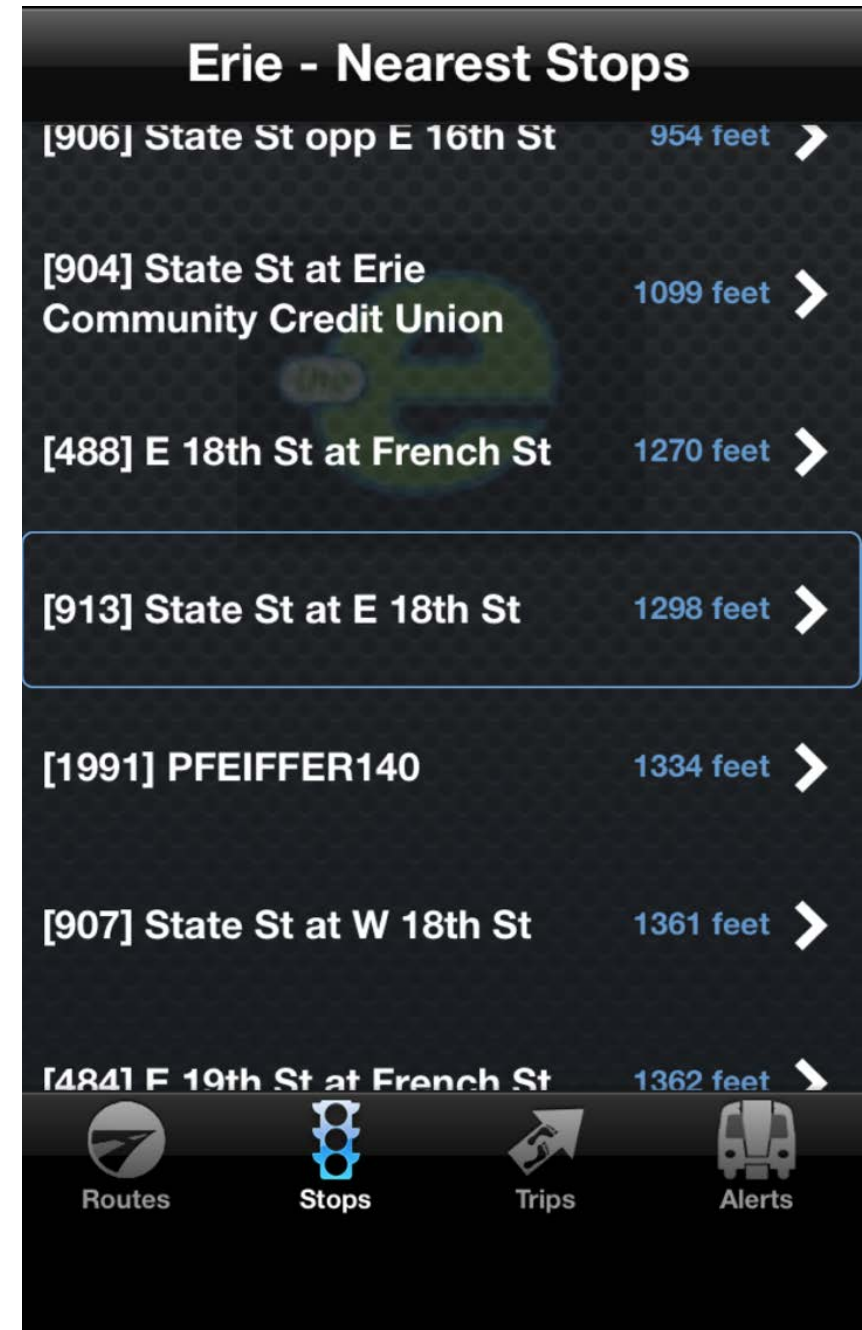 Erie - Nearest Stops
[906] State St opp E 16th St 954 feet
[904] State St at Erie
Community Credit Union 1099 feet
the
e
[488] E 18th St at French St 1270 feet
[913] State St at E 18th St 1298 feet
[1991] PFEIFFER140 1334 feet
[907] State St at W 18th St 1361 feet
[484] E 19th St at French St 1362 feet
Routes Stops Trips Alerts